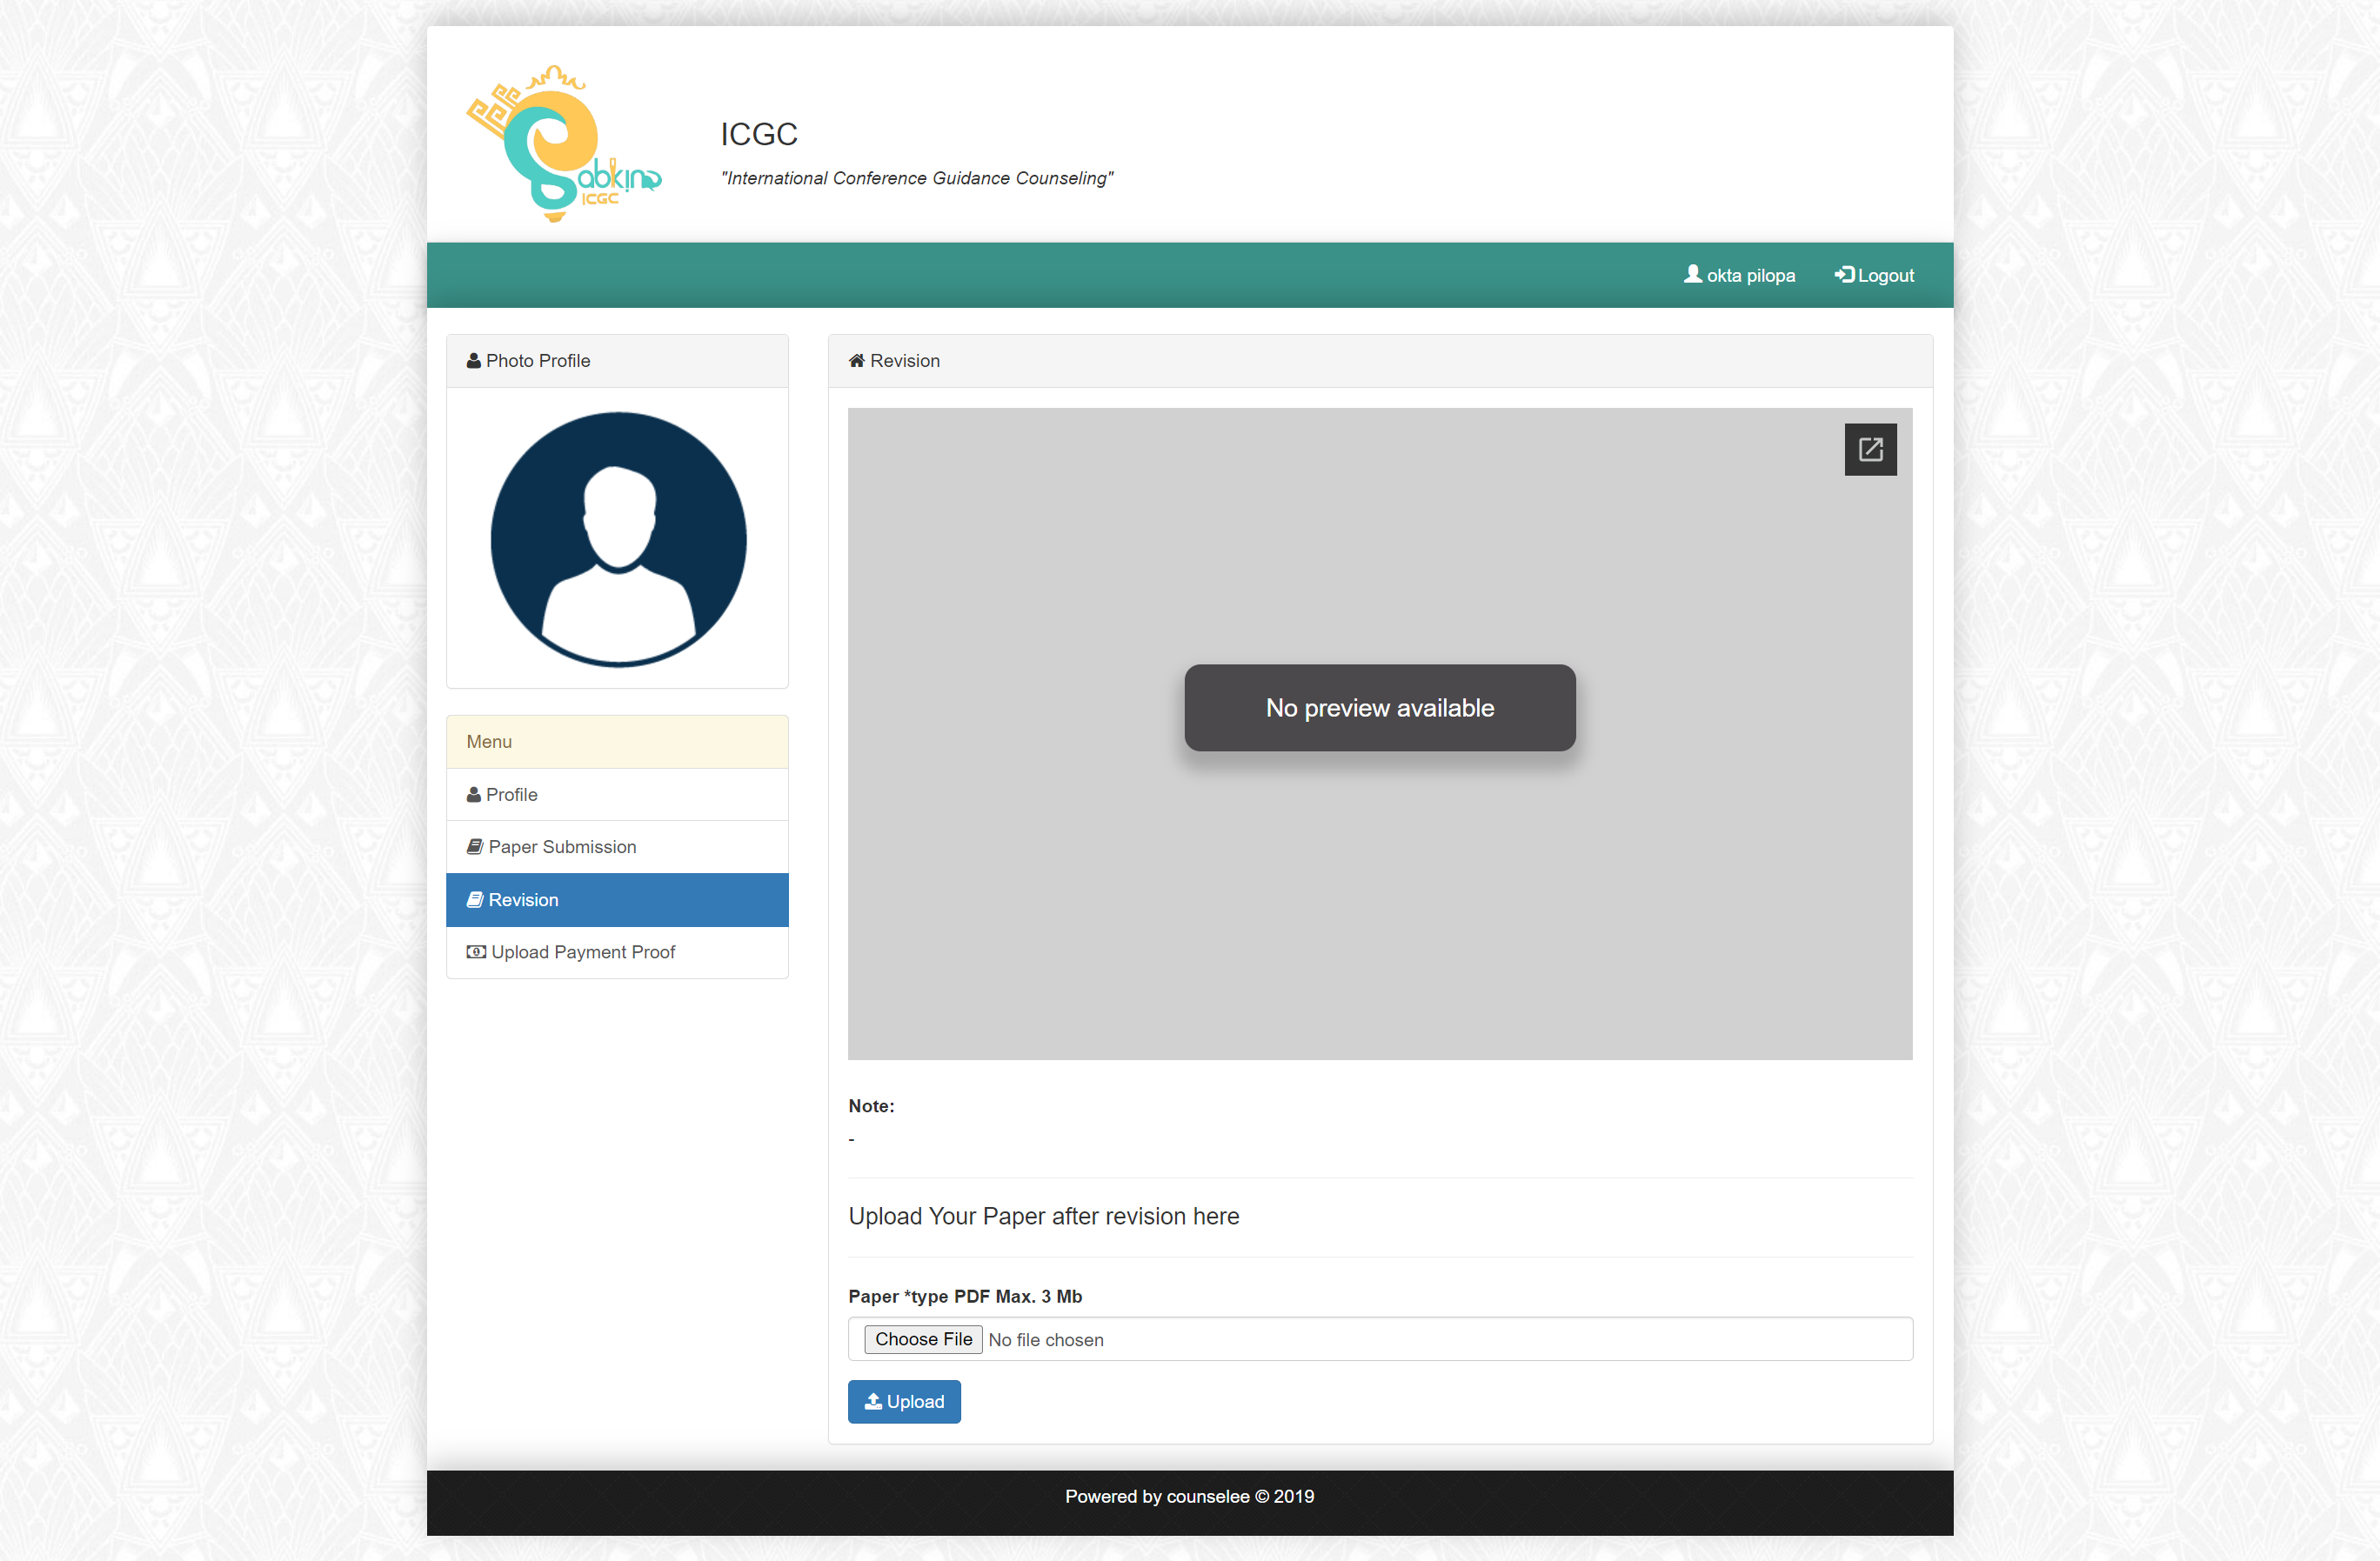 abkin
ICGC
ICGC
"International Conference Guidance Counseling"
okta pilopa
Logout
Photo Profile
Revision
No preview available
Menu
Profile
Paper Submission
Revision
Upload Payment Proof
Note:
-
Upload Your Paper after revision here
Paper *type PDF Max. 3 Mb
Choose File No file chosen
Upload
Powered by counselee © 2019